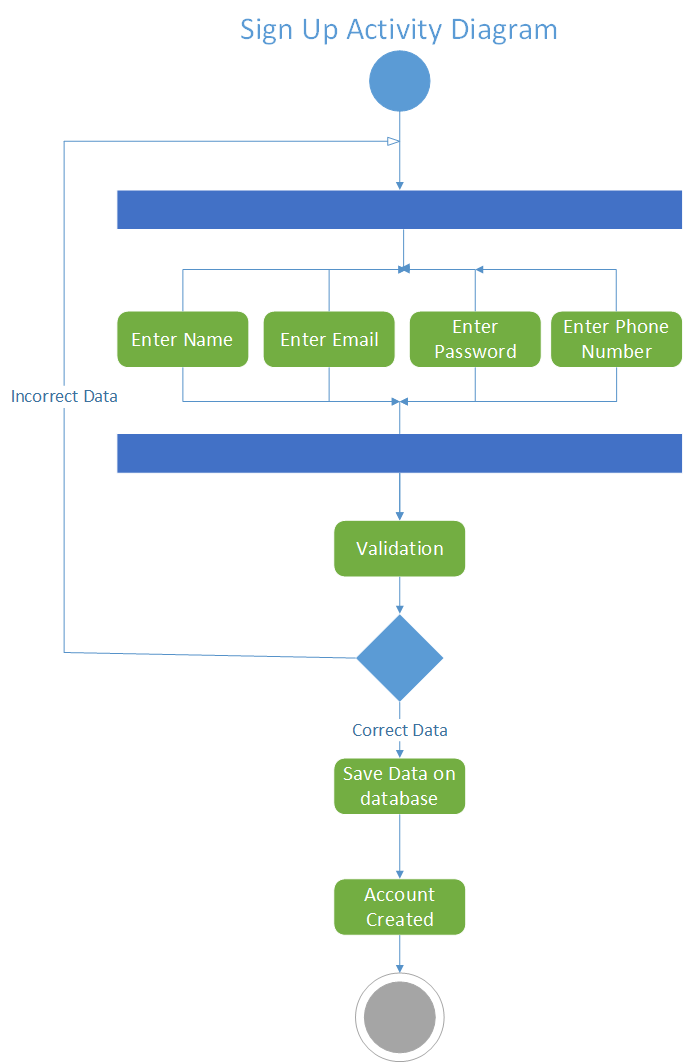 Sign Up Activity Diagram
Enter Name
Enter Email
Enter
Password
Enter Phone
Number
Incorrect Data
Validation
Correct Data
Save Data on
database
Account
Created